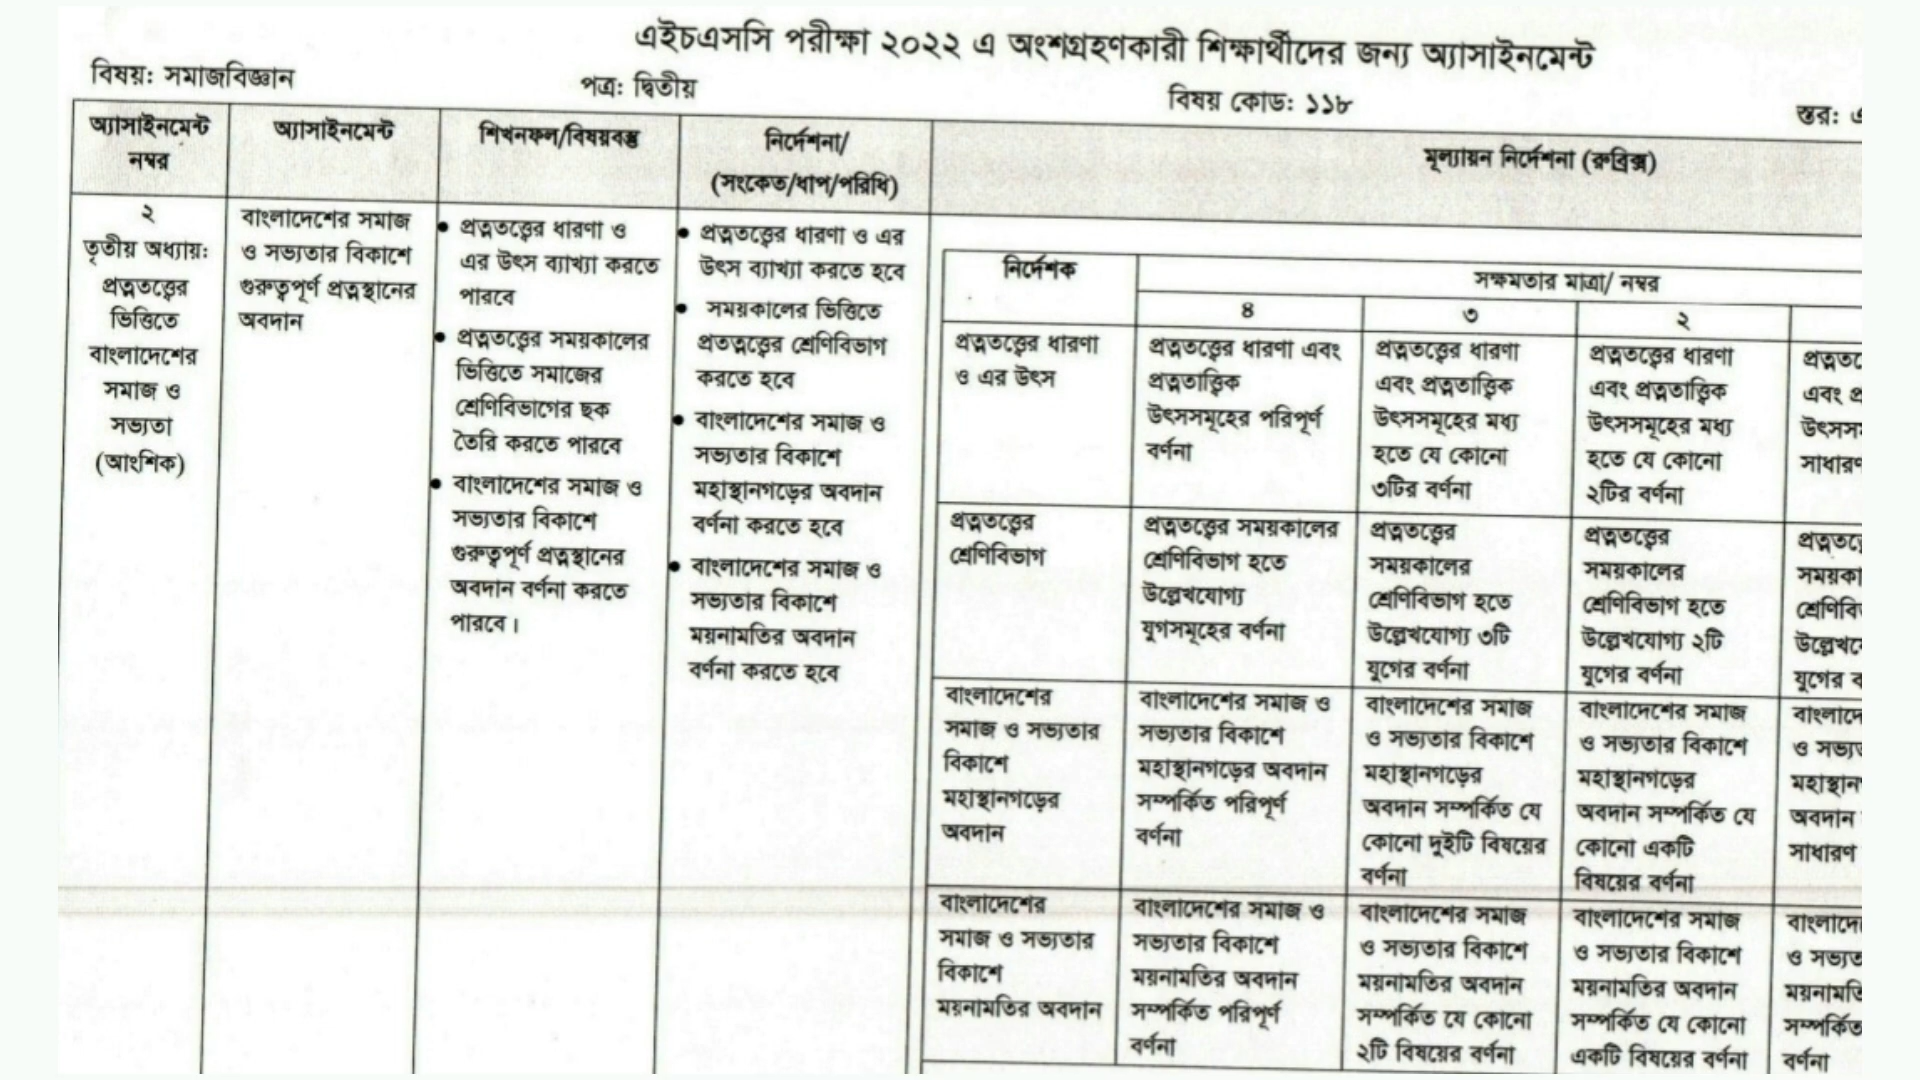 এইচএসসি পরীক্ষা ২০২২ এ অংশগ্রহণকারী শিক্ষার্থীদের জন্য অ্যাসাইনমেন্ট
বিষয়: সমাজবিজ্ঞান
পত্র: দ্বিতীয়
বিষয় কোড: ১১৮
স্তর:
অ্যাসাইনমেন্ট
নম্বর
অ্যাসাইনমেন্ট
শিখনফল/বিষয়বস্তু
নির্দেশনা/
(সংকেত/ধাপ/পরিধি)
মূল্যায়ন নির্দেশনা (রুব্রিক্স)
২
তৃতীয় অধ্যায়:
প্রত্নতত্ত্বের
ভিত্তিতে
বাংলাদেশের
সমাজ ও
সভ্যতা
(আংশিক)
বাংলাদেশের সমাজ
ও সভ্যতার বিকাশে
গুরুত্বপূর্ণ প্রত্নস্থানের
অবদান
● প্রত্নতত্ত্বের ধারণা ও
এর উৎস ব্যাখ্যা করতে
পারবে
● প্রত্নতত্ত্বের সময়কালের
ভিত্তিতে সমাজের
শ্রেণিবিভাগের ছক
তৈরি করতে পারবে
● বাংলাদেশের সমাজ ও
সভ্যতার বিকাশে
গুরুত্বপূর্ণ প্রত্নস্থানের
অবদান বর্ণনা করতে
পারবে।
● প্রত্নতত্ত্বের ধারণা ও এর
উৎস ব্যাখ্যা করতে হবে
● সময়কালের ভিত্তিতে
প্রতত্নত্ত্বের শ্রেণিবিভাগ
করতে হবে
● বাংলাদেশের সমাজ ও
সভ্যতার বিকাশে
মহাস্থানগড়ের অবদান
বর্ণনা করতে হবে
● বাংলাদেশের সমাজ ও
সভ্যতার বিকাশে
ময়নামতির অবদান
বর্ণনা করতে হবে
নির্দেশক
সক্ষমতার মাত্রা/ নম্বর
৪
৩
২
প্রত্নতত্ত্বের ধারণা
ও এর উৎস
প্রত্নতত্ত্বের ধারণা এবং
প্রত্নতাত্ত্বিক
উৎসসমূহের পরিপূর্ণ
বর্ণনা
প্রত্নতত্ত্বের ধারণা
এবং প্রত্নতাত্ত্বিক
উৎসসমূহের মধ্য
হতে যে কোনো
৩টির বর্ণনা
প্রত্নতত্ত্বের ধারণা
এবং প্রত্নতাত্ত্বিক
উৎসসমূহের মধ্য
হতে যে কোনো
২টির বর্ণনা
এবং
সাধারণ
প্রত্নতত্ত্বের
শ্রেণিবিভাগ
প্রত্নতত্ত্বের সময়কালের
শ্রেণিবিভাগ হতে
উল্লেখযোগ্য
যুগসমূহের বর্ণনা
প্রত্নতত্ত্বের
সময়কালের
শ্রেণিবিভাগ হতে
উল্লেখযোগ্য ৩টি
যুগের বর্ণনা
প্রত্নতত্ত্বের
সময়কালের
শ্রেণিবিভাগ হতে
উল্লেখযোগ্য ২টি
যুগের বর্ণনা
যুগের
বাংলাদেশের
সমাজ ও সভ্যতার
বিকাশে
মহাস্থানগড়ের
অবদান
বাংলাদেশের সমাজ ও
সভ্যতার বিকাশে
মহাস্থানগড়ের অবদান
সম্পর্কিত পরিপূর্ণ
বর্ণনা
বাংলাদেশের সমাজ
ও সভ্যতার বিকাশে
মহাস্থানগড়ের
অবদান সম্পর্কিত যে
কোনো দুইটি বিষয়ের
বর্ণনা
বাংলাদেশের সমাজ
ও সভ্যতার বিকাশে
মহাস্থানগড়ের
অবদান সম্পর্কিত যে
কোনো একটি
বিষয়ের বর্ণনা
ও
অবদান
সাধারণ
বাংলাদেশের
সমাজ ও সভ্যতার
বিকাশে
ময়নামতির অবদান
বাংলাদেশের সমাজ ও
সভ্যতার বিকাশে
ময়নামতির অবদান
সম্পর্কিত পরিপূর্ণ
বর্ণনা
বাংলাদেশের সমাজ
ও সভ্যতার বিকাশে
ময়নামতির অবদান
সম্পর্কিত যে কোনো
২টি বিষয়ের বর্ণনা
বাংলাদেশের সমাজ
ও সভ্যতার বিকাশে
ময়নামতির অবদান
সম্পর্কিত যে কোনো
একটি বিষয়ের বর্ণনা
ও
বর্ণনা